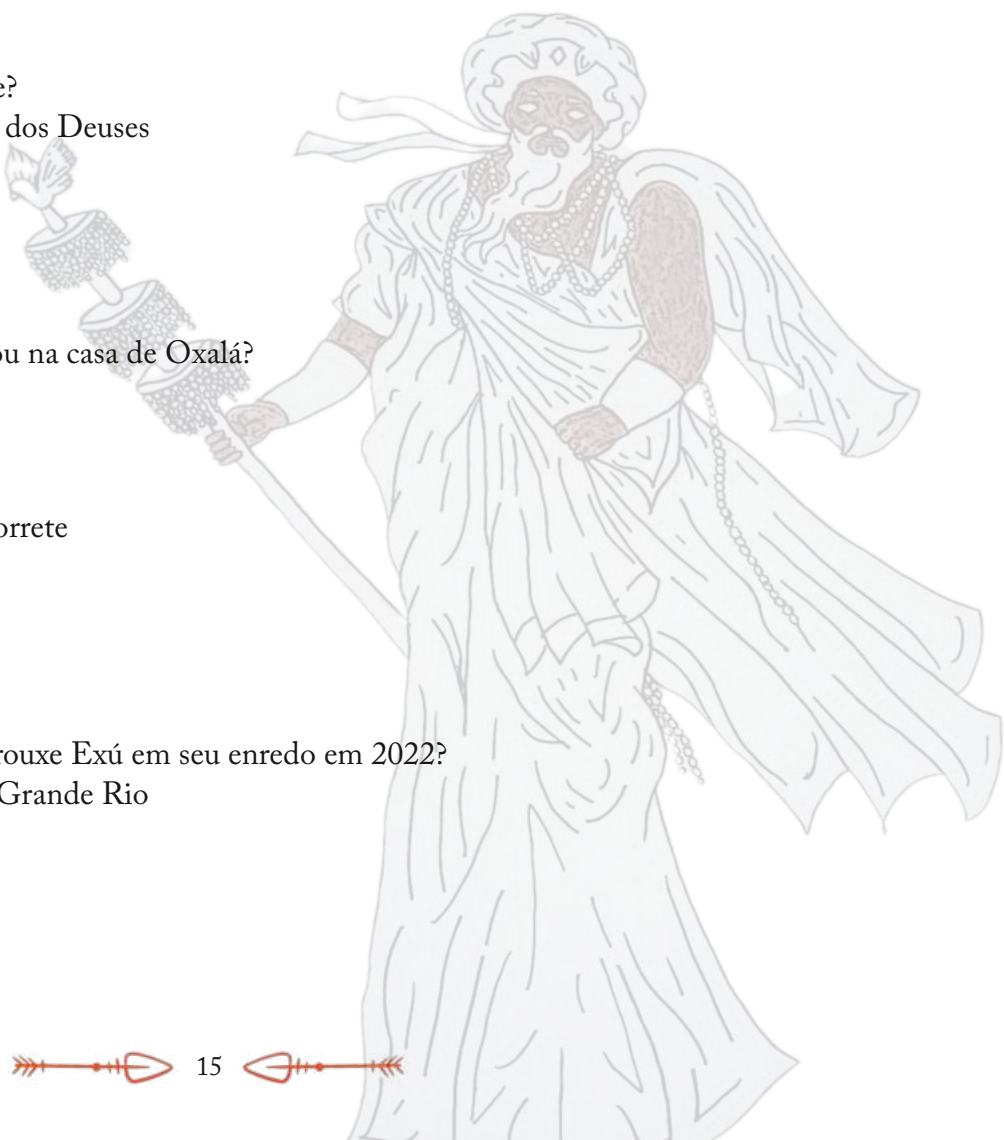 e?
dos Deuses
ou na casa de Oxalá?
orrete
rouxe Exú em seu enredo em 2022?
Grande Rio
15